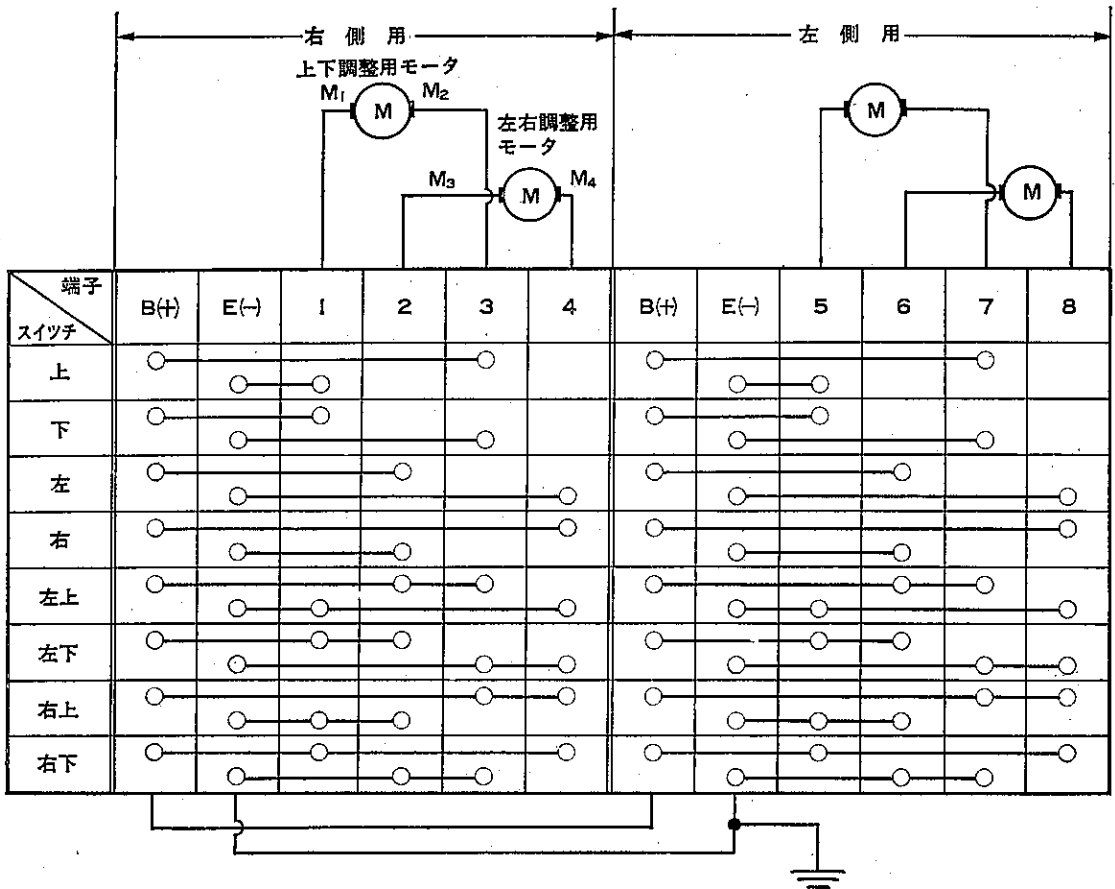 右側用
左側用
上下調整用モータ
M₁ M M₂
M
左右調整用
モータ
M₃ M M₄
M
端子
スイッチ
B(+) E(−) 1 2 3 4 B(+) E(−) 5 6 7 8
上
下
左
右
左上
左下
右上
右下